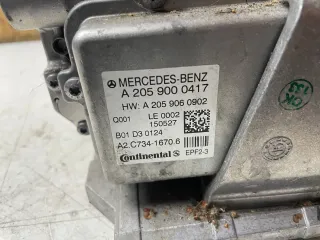 MERCEDES-BENZ
A 205 900 0417
HW: A 205 906 0902
Q001 LE 0002
150527
B01 D3 0124
A2.C734-1670.6
Continental EPF2-3
OK